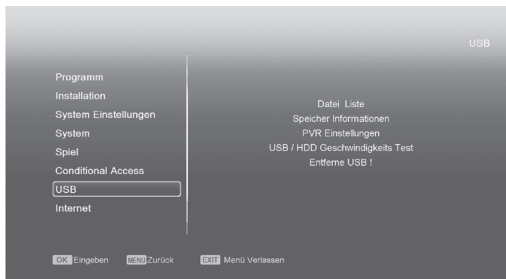 USB
Programm
Installation
System Einstellungen
System
Spiel
Conditional Access
USB
Internet
Datei Liste
Speicher Informationen
PVR Einstellungen
USB / HDD Geschwindigkeits Test
Entferne USB !
OK Eingeben MENU Zurück EXIT Menü Verlassen